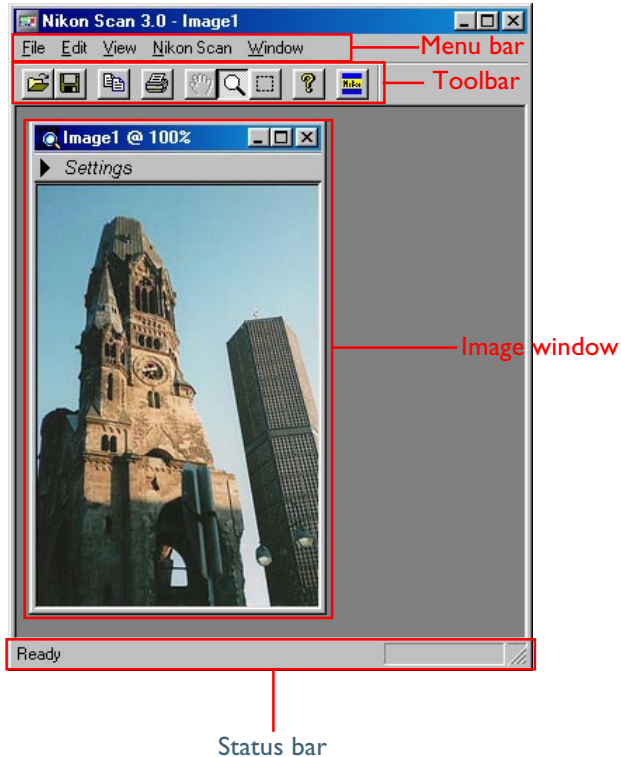 Nikon Scan 3.0 - Image1
File Edit View Nikon Scan Window
Menu bar
?
Nikon
Toolbar
Image1 @ 100%
Settings
Image window
Ready
Status bar